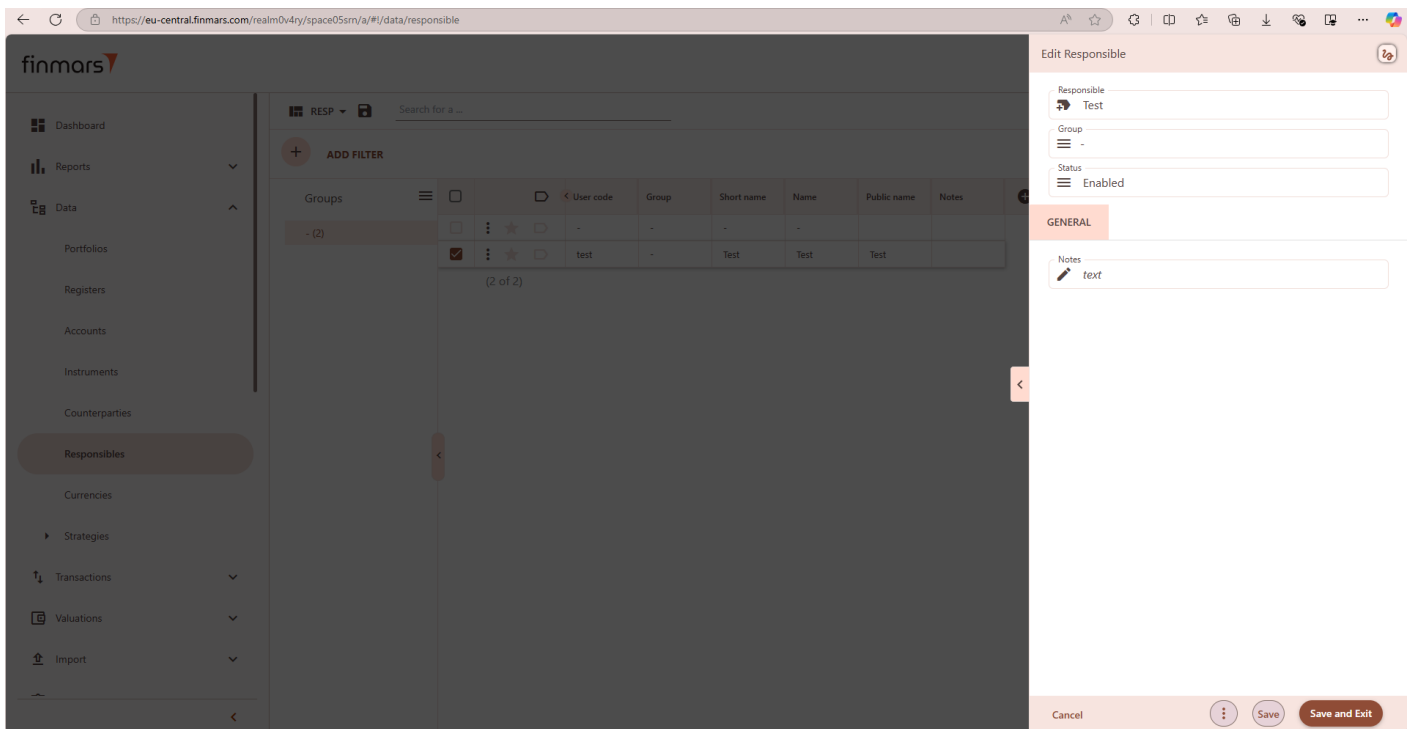 https://eu-central.finmars.com/realm0v4ry/space05srn/a/#!/data/responsible
finmars
Edit Responsible
Dashboard
Reports
Data
Portfolios
Registers
Accounts
Instruments
Counterparties
Responsibles
Currencies
Strategies
Transactions
Valuations
Import
RESP
Search for a ...
ADD FILTER
Groups
- (2)
User code Group Short name Name Public name Notes
- - - -
test - Test Test Test
(2 of 2)
Responsible
Test
Group
-
Status
Enabled
GENERAL
Notes
text
Cancel Save Save and Exit